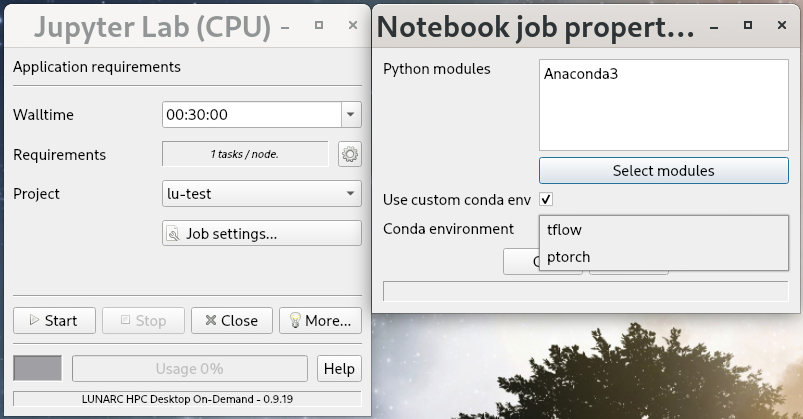 Jupyter Lab (CPU)
Application requirements
Walltime
00:30:00
Requirements
1 tasks / node.
Project
lu-test
Job settings...
Start
Stop
Close
More...
Usage 0%
Help
LUNARC HPC Desktop On-Demand - 0.9.19
Notebook job propert...
Python modules
Anaconda3
Select modules
Use custom conda env
Conda environment
tflow
ptorch